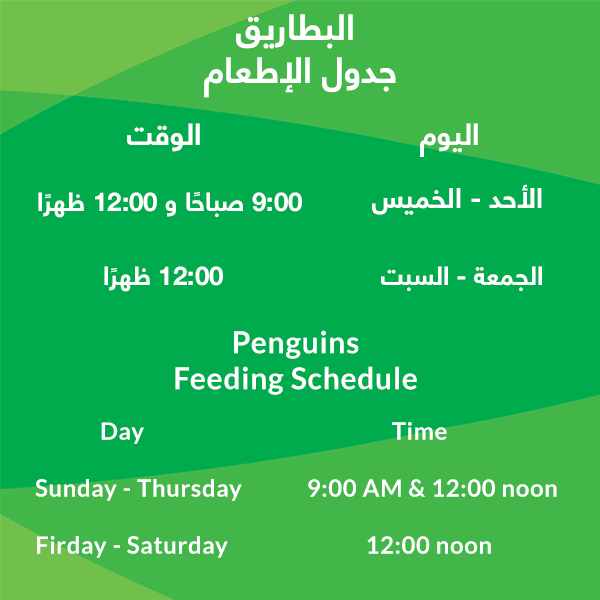 البطاريق
جدول الإطعام
اليوم الوقت
الأحد - الخميس 9:00 صباحًا و 12:00 ظهرًا
الجمعة - السبت 12:00 ظهرًا
Penguins
Feeding Schedule
Day Time
Sunday - Thursday 9:00 AM & 12:00 noon
Firday - Saturday 12:00 noon